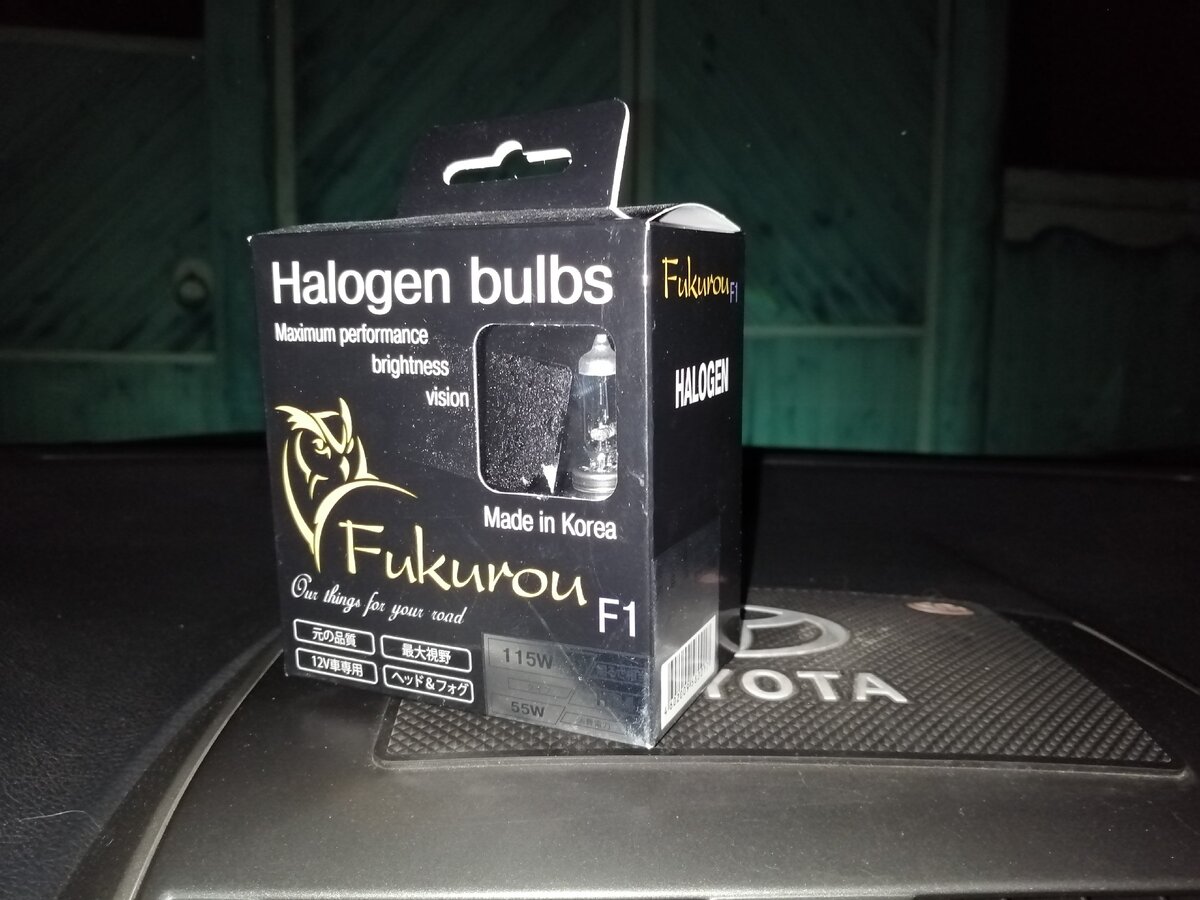 Halogen bulbs
Maximum performance
brightness
vision
Made in Korea
Fukurou
F1
Our things for your road
元の品質
最大視野
12V車専用
ヘッド&フォグ
115W
55W
Fukurou F1
HALOGEN
YOTA